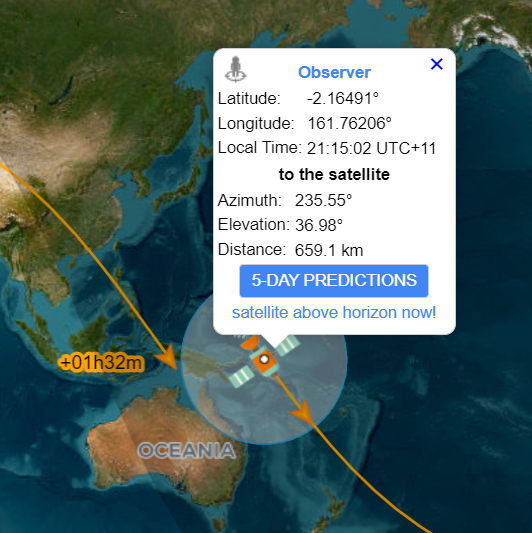 Observer
✕
Latitude: -2.16491°
Longitude: 161.76206°
Local Time: 21:15:02 UTC+11
to the satellite
Azimuth: 235.55°
Elevation: 36.98°
Distance: 659.1 km
5-DAY PREDICTIONS
satellite above horizon now!
+01h32m
OCEANIA